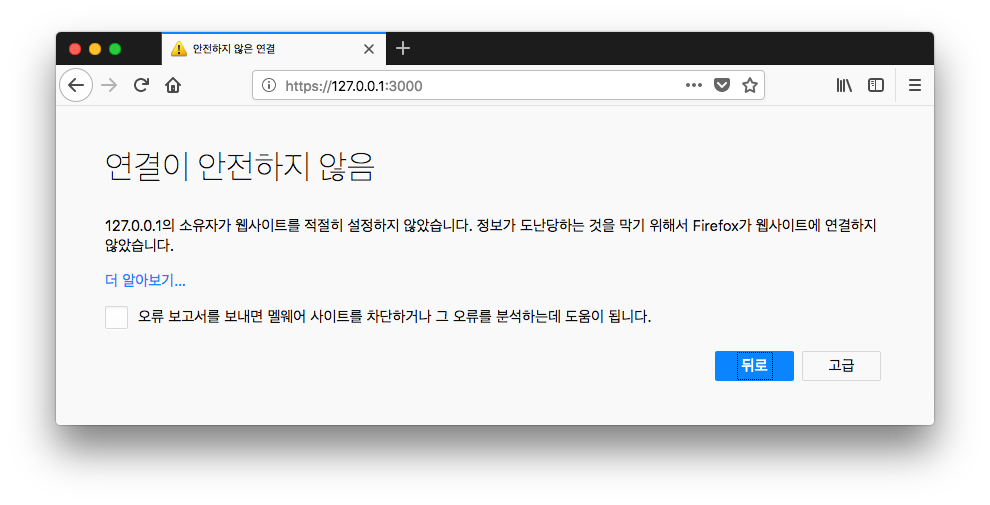 안전하지 않은 연결
https://127.0.0.1:3000
연결이 안전하지 않음
127.0.0.1의 소유자가 웹사이트를 적절히 설정하지 않았습니다. 정보가 도난당하는 것을 막기 위해서 Firefox가 웹사이트에 연결하지
않았습니다.
더 알아보기...
오류 보고서를 보내면 멜웨어 사이트를 차단하거나 그 오류를 분석하는데 도움이 됩니다.
뒤로 고급